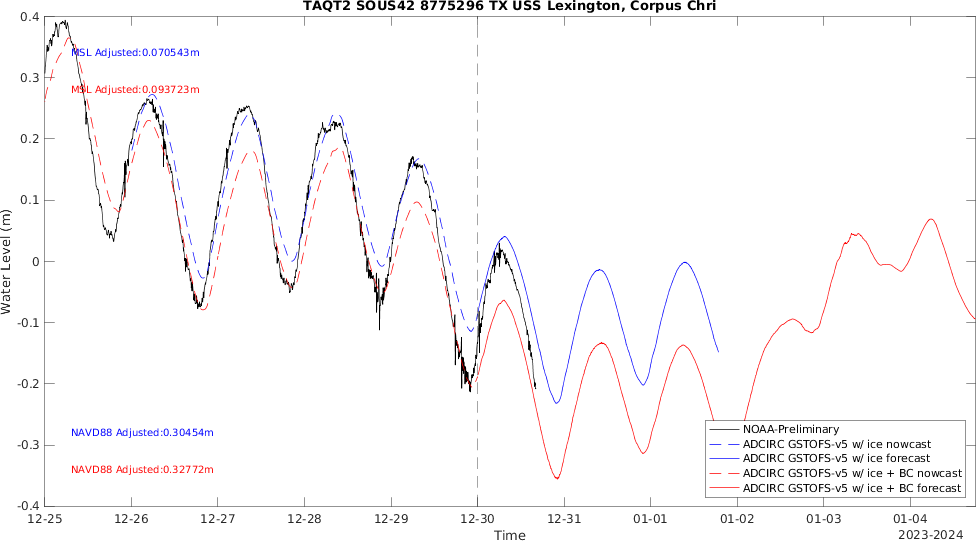 TAQT2 SOUS42 8775296 TX USS Lexington, Corpus Chri
MSL Adjusted:0.070543m
MSL Adjusted:0.093723m
NAVD88 Adjusted:0.30454m
NAVD88 Adjusted:0.32772m
Water Level (m)
0.4
0.3
0.2
0.1
0
-0.1
-0.2
-0.3
-0.4
12-25 12-26 12-27 12-28 12-29 12-30 12-31 01-01 01-02 01-03 01-04
Time
2023-2024
NOAA-Preliminary
ADCIRC GSTOFS-v5 w/ ice nowcast
ADCIRC GSTOFS-v5 w/ ice forecast
ADCIRC GSTOFS-v5 w/ ice + BC nowcast
ADCIRC GSTOFS-v5 w/ ice + BC forecast